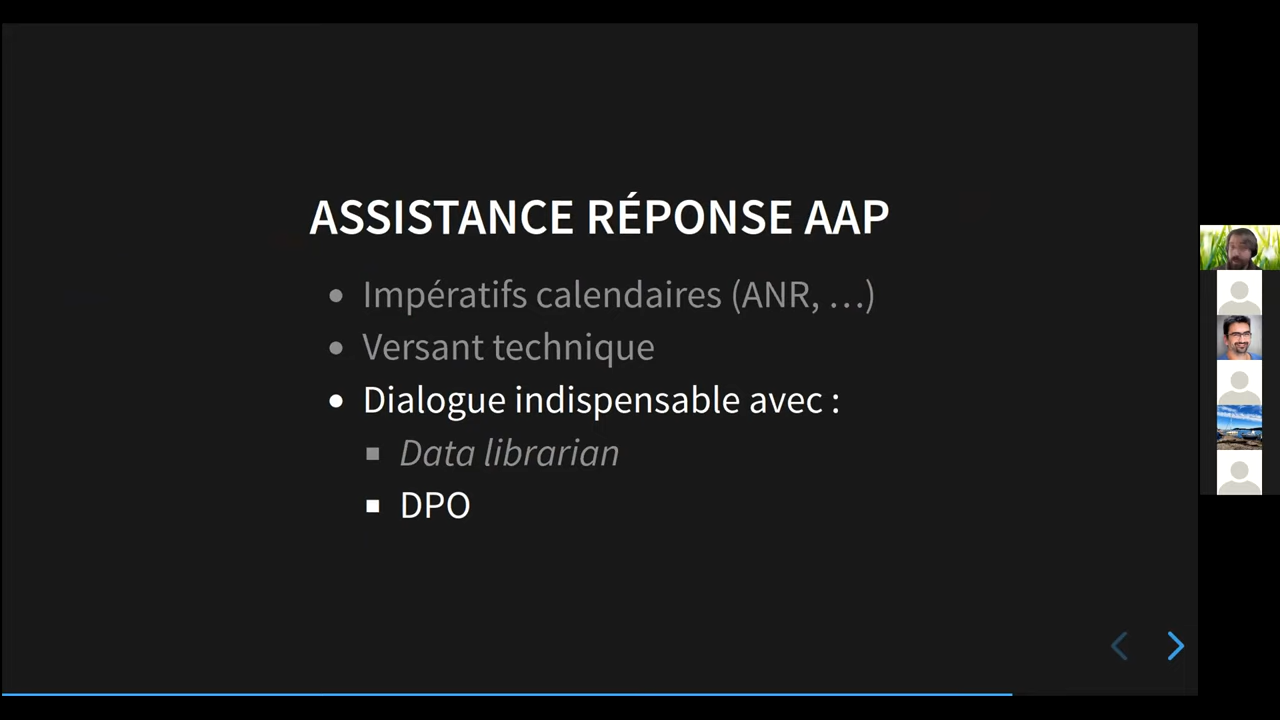 ASSISTANCE RÉPONSE AAP
• Impératifs calendaires (ANR, …)
• Versant technique
• Dialogue indispensable avec :
▪ Data librarian
▪ DPO